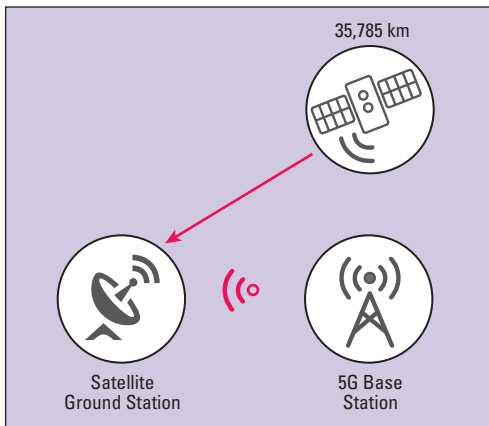 35,785 km
Satellite
Ground Station
5G Base
Station